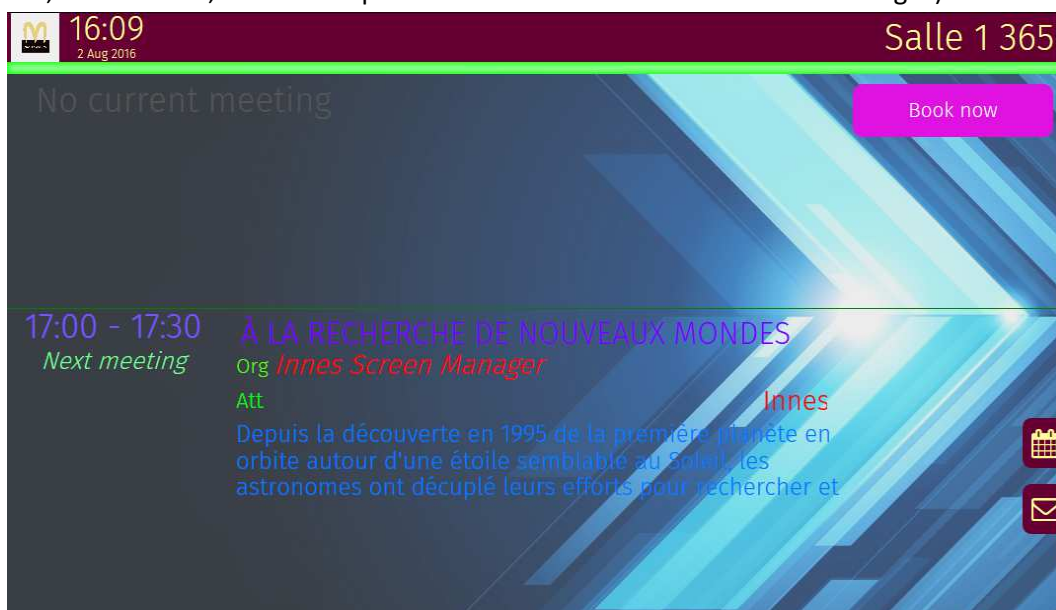 16:09
2 Aug 2016
Salle 1 365
No current meeting
Book now
17:00 - 17:30
Next meeting
À LA RECHERCHE DE NOUVEAUX MONDES
Org Innes Screen Manager
Att
Innes
Depuis la découverte en 1995 de la première planète en
orbite autour d'une étoile semblable au Soleil, les
astronomes ont décuplé leurs efforts pour rechercher et